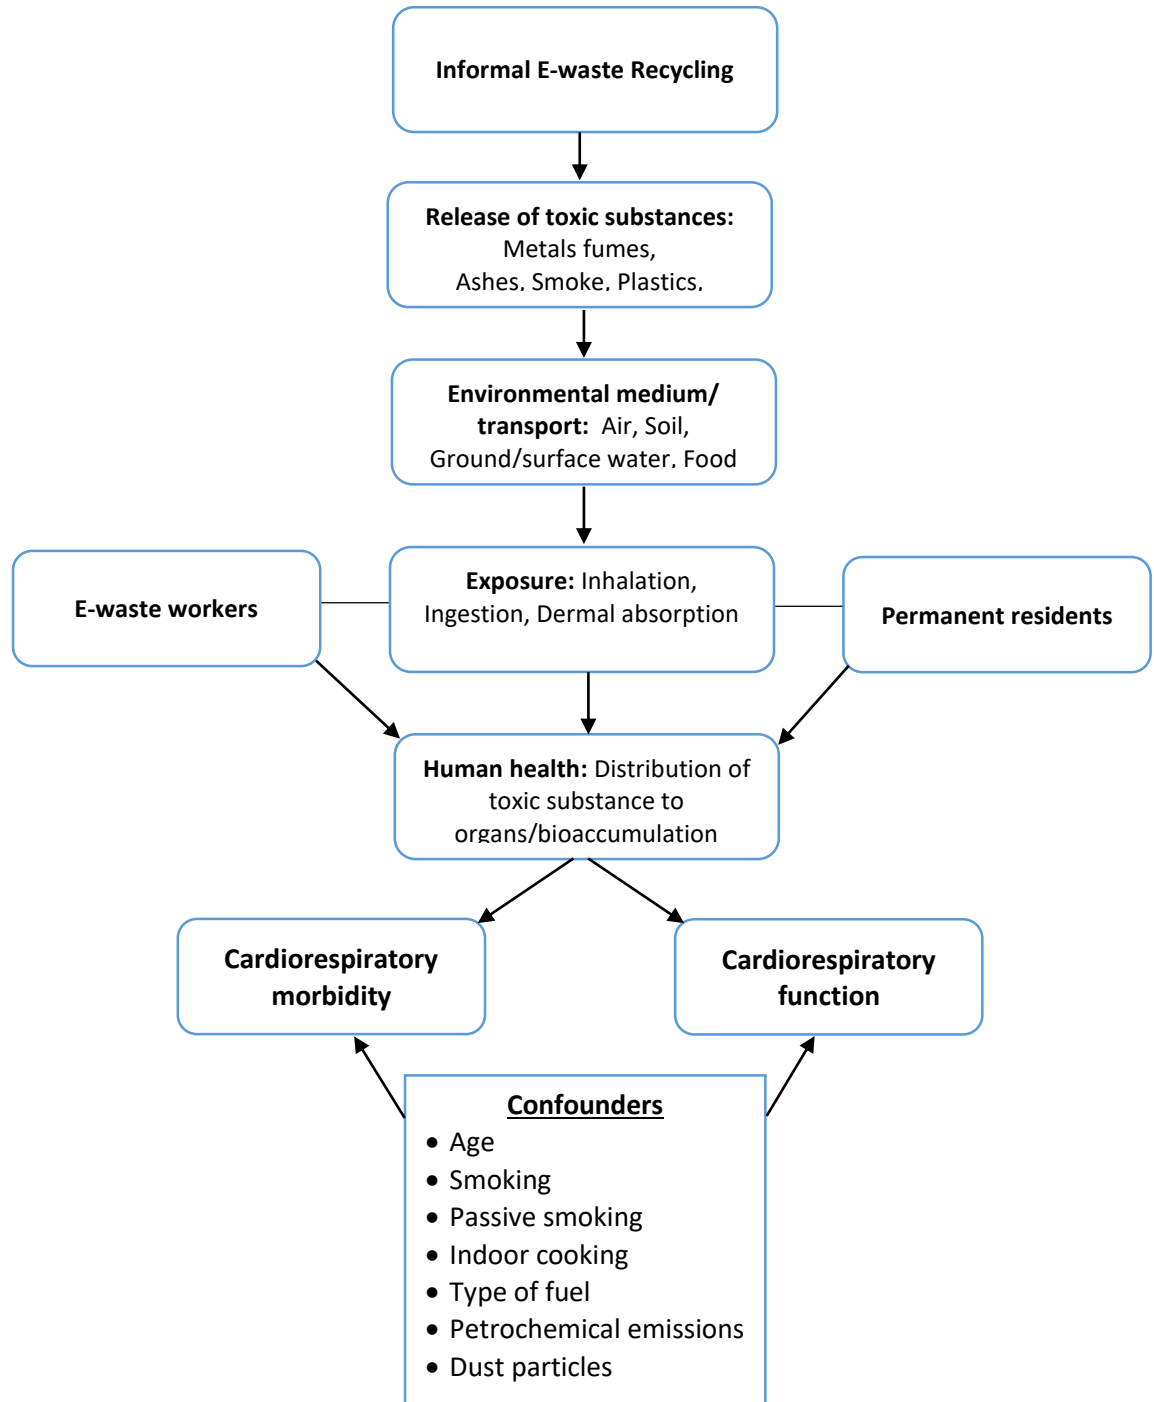 Informal E-waste Recycling
Release of toxic substances:
Metals fumes,
Ashes, Smoke, Plastics,
Environmental medium/
transport: Air, Soil,
Ground/surface water, Food
E-waste workers
Exposure: Inhalation,
Ingestion, Dermal absorption
Permanent residents
Human health: Distribution of
toxic substance to
organs/bioaccumulation
Cardiorespiratory
morbidity
Cardiorespiratory
function
Confounders
• Age
• Smoking
• Passive smoking
• Indoor cooking
• Type of fuel
• Petrochemical emissions
• Dust particles